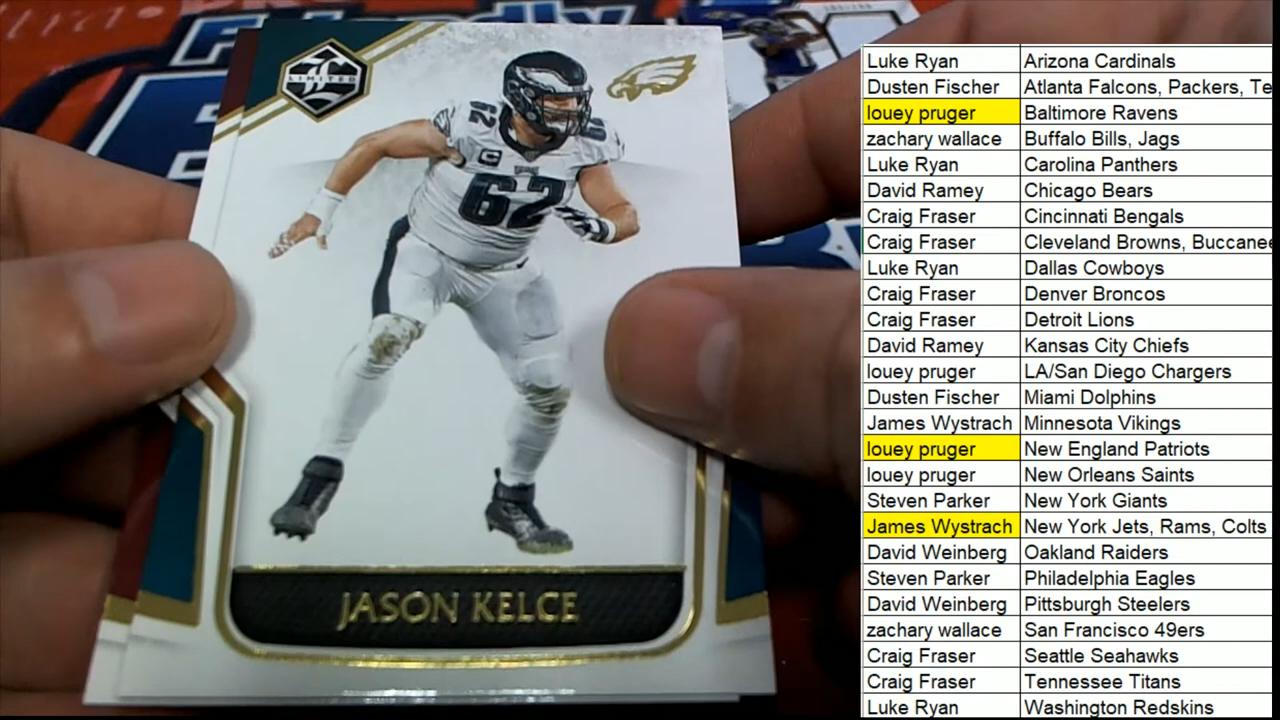 Friendly
LIMITED
62
62
C
62
JASON KELCE
Luke Ryan Arizona Cardinals
Dusten Fischer Atlanta Falcons, Packers, Te
louey pruger Baltimore Ravens
zachary wallace Buffalo Bills, Jags
Luke Ryan Carolina Panthers
David Ramey Chicago Bears
Craig Fraser Cincinnati Bengals
Craig Fraser Cleveland Browns, Buccanee
Luke Ryan Dallas Cowboys
Craig Fraser Denver Broncos
Craig Fraser Detroit Lions
David Ramey Kansas City Chiefs
louey pruger LA/San Diego Chargers
Dusten Fischer Miami Dolphins
James Wystrach Minnesota Vikings
louey pruger New England Patriots
louey pruger New Orleans Saints
Steven Parker New York Giants
James Wystrach New York Jets, Rams, Colts
David Weinberg Oakland Raiders
Steven Parker Philadelphia Eagles
David Weinberg Pittsburgh Steelers
zachary wallace San Francisco 49ers
Craig Fraser Seattle Seahawks
Craig Fraser Tennessee Titans
Luke Ryan Washington Redskins